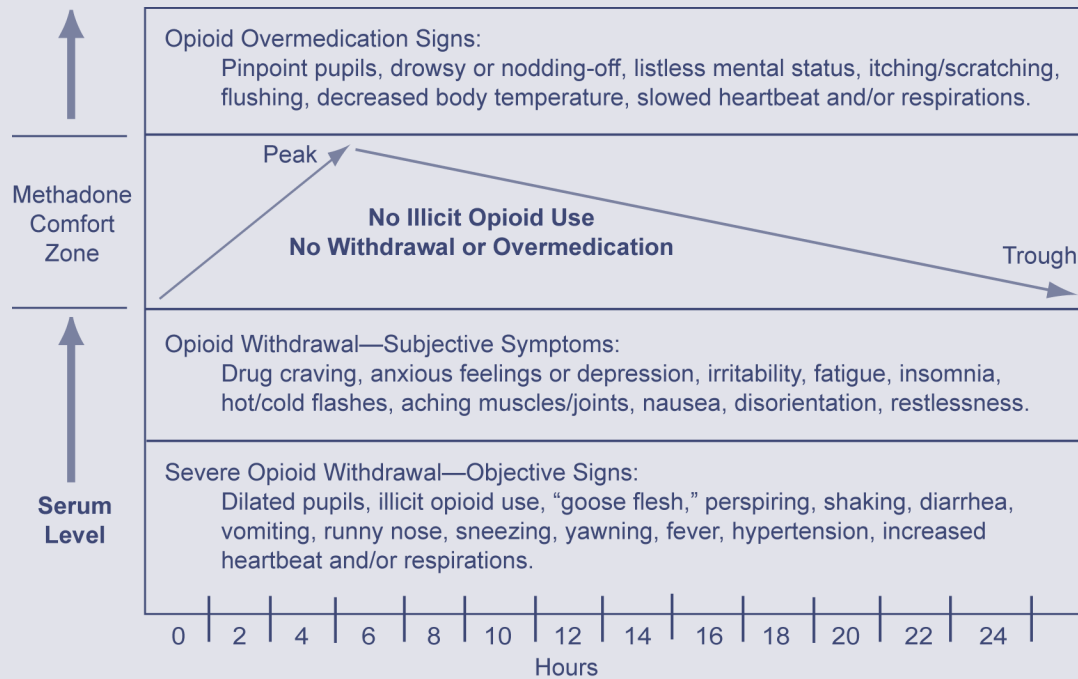 Opioid Overmedication Signs:
Pinpoint pupils, drowsy or nodding-off, listless mental status, itching/scratching,
flushing, decreased body temperature, slowed heartbeat and/or respirations.
Methadone
Comfort
Zone
Peak
No Illicit Opioid Use
No Withdrawal or Overmedication
Trough
Opioid Withdrawal—Subjective Symptoms:
Drug craving, anxious feelings or depression, irritability, fatigue, insomnia,
hot/cold flashes, aching muscles/joints, nausea, disorientation, restlessness.
Severe Opioid Withdrawal—Objective Signs:
Dilated pupils, illicit opioid use, “goose flesh,” perspiring, shaking, diarrhea,
vomiting, runny nose, sneezing, yawning, fever, hypertension, increased
heartbeat and/or respirations.
Serum
Level
0 2 4 6 8 10 12 14 16 18 20 22 24
Hours